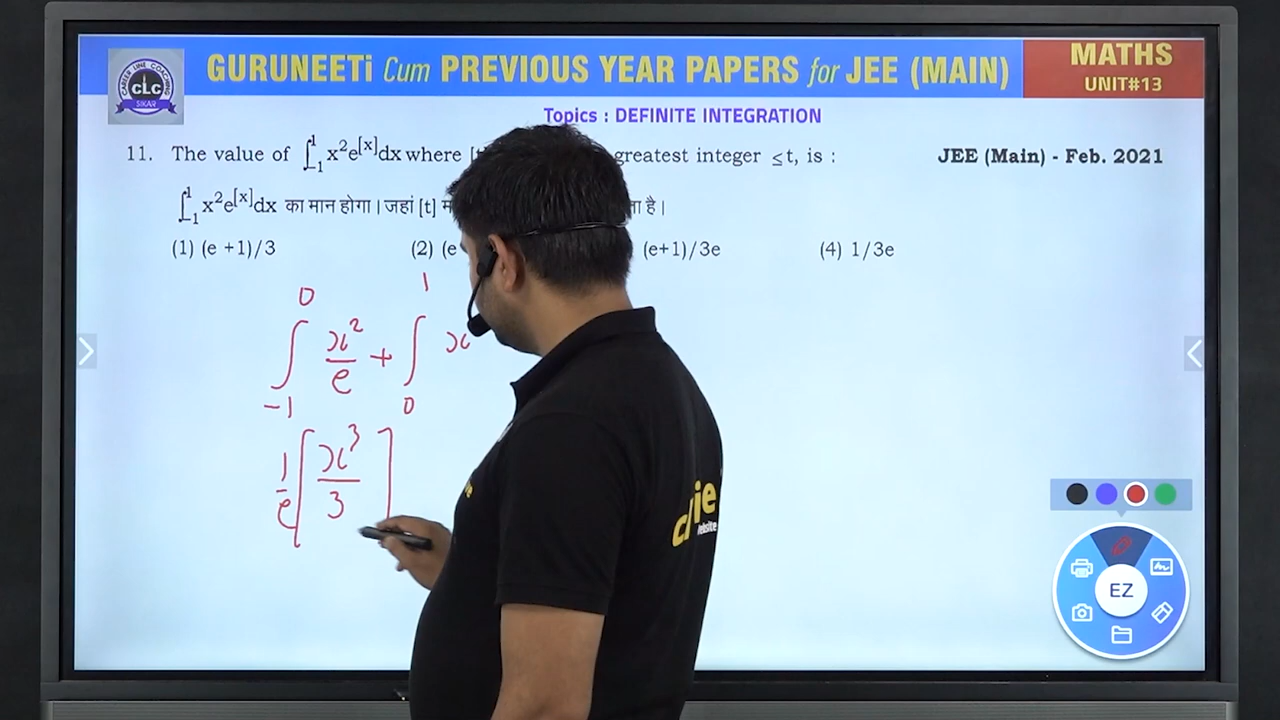 GURUNEETi Cum PREVIOUS YEAR PAPERS for JEE (MAIN)
MATHS
UNIT#13
CAREER LINE COACHING
CLC
SIKAR
Topics : DEFINITE INTEGRATION
11. The value of ∫₋₁¹ x²e^[x]dx where [ greatest integer ≤t, is :
JEE (Main) - Feb. 2021
∫₋₁¹ x²e^[x]dx का मान होगा। जहां [t] है।
(1) (e +1)/3 (2) (e (e+1)/3e (4) 1/3e
∫₋₁⁰ x²/e + ∫₀¹ x
1/e [x³/3]
EZ